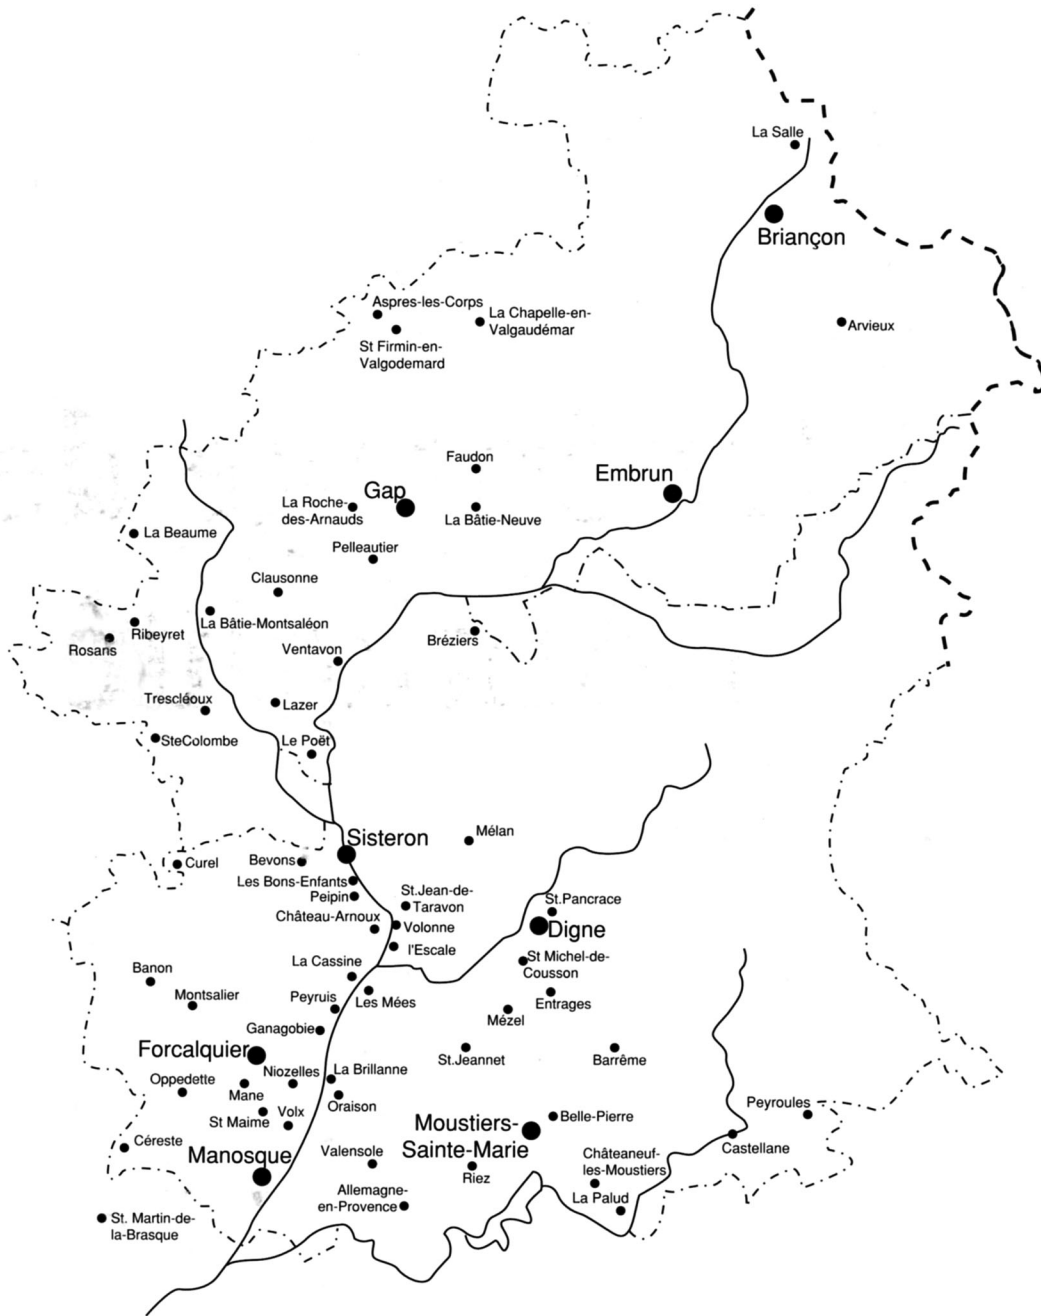 La Salle
Briançon
Aspres-les-Corps
La Chapelle-en-
Valgaudémar
Arvieux
St Firmin-en-
Valgodemard
Faudon
Embrun
Gap
La Roche-
des-Arnauds
La Bâtie-Neuve
La Beaume
Pelleautier
Clausonne
La Bâtie-Montsaléon
Ribeyret
Rosans
Bréziers
Ventavon
Trescléoux
Lazer
SteColombe
Le Poët
Sisteron
Mélan
Curel
Bevons
Les Bons-Enfants
Peipin
St.Jean-de-
Taravon
St.Pancrace
Château-Arnoux
Volonne
Digne
l'Escale
St Michel-de-
Cousson
La Cassine
Banon
Montsalier
Peyruis
Les Mées
Entrages
Mézel
Ganagobie
Forcalquier
St.Jeannet
Barrême
Niozelles
La Brillanne
Oppedette
Mane
Oraison
St Maime
Volx
Belle-Pierre
Peyroules
Moustiers-
Sainte-Marie
Céreste
Manosque
Valensole
Riez
Châteaneuf-
les-Moustiers
Castellane
Allemagne-
en-Provence
La Palud
St. Martin-de-
la-Brasque